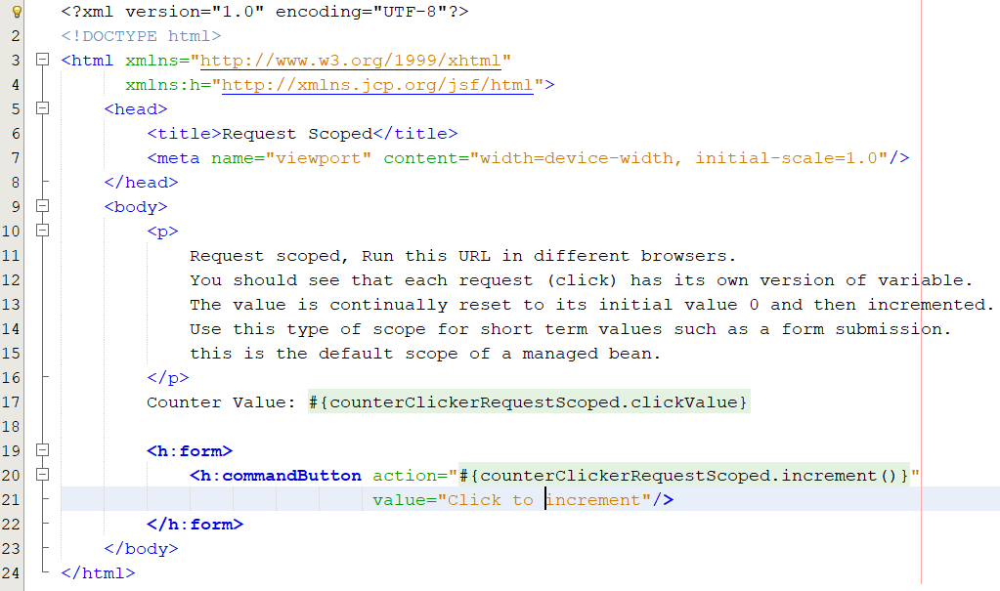 <?xml version="1.0" encoding="UTF-8"?>
2 <!DOCTYPE html>
3 <html xmlns="http://www.w3.org/1999/xhtml"
4 xmlns:h="http://xmlns.jcp.org/jsf/html">
5 <head>
6 <title>Request Scoped</title>
7 <meta name="viewport" content="width=device-width, initial-scale=1.0"/>
8 </head>
9 <body>
10 <p>
11 Request scoped, Run this URL in different browsers.
12 You should see that each request (click) has its own version of variable.
13 The value is continually reset to its initial value 0 and then incremented.
14 Use this type of scope for short term values such as a form submission.
15 this is the default scope of a managed bean.
16 </p>
17 Counter Value: #{counterClickerRequestScoped.clickValue}
18
19 <h:form>
20 <h:commandButton action="#{counterClickerRequestScoped.increment()}"
21 value="Click to increment"/>
22 </h:form>
23 </body>
24 </html>